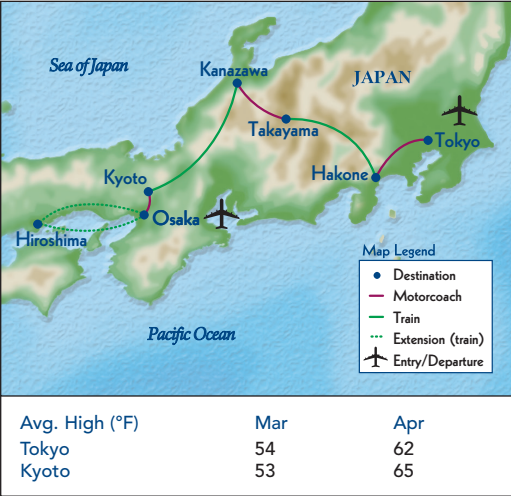 Sea of Japan
Kanazawa
JAPAN
Takayama
Tokyo
Kyoto
Hakone
Osaka
Hiroshima
Pacific Ocean
Map Legend
Destination
Motorcoach
Train
Extension (train)
Entry/Departure
Avg. High (°F) Mar Apr
Tokyo 54 62
Kyoto 53 65